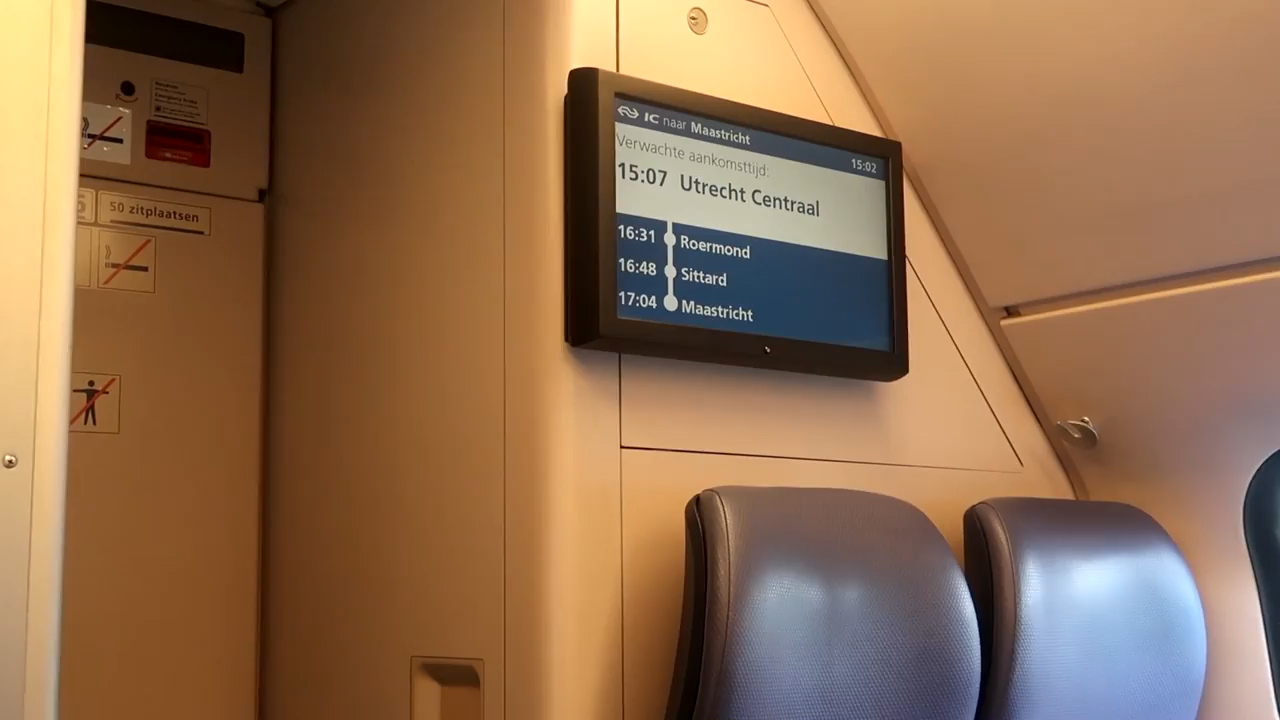 IC naar Maastricht
15:02
Verwachte aankomsttijd:
15:07 Utrecht Centraal
16:31 Roermond
16:48 Sittard
17:04 Maastricht
50 zitplaatsen